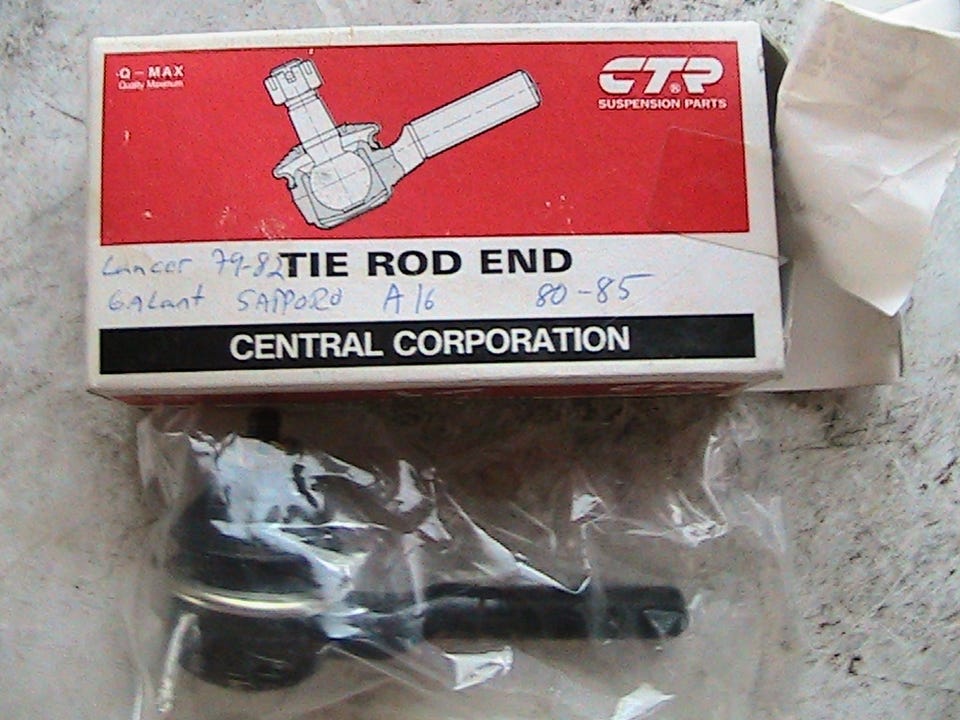 Q-MAX
Quality Maximum
CTR
®
SUSPENSION PARTS
Lancer 79-82
TIE ROD END
GALant SAPPORO A16 80-85
CENTRAL CORPORATION